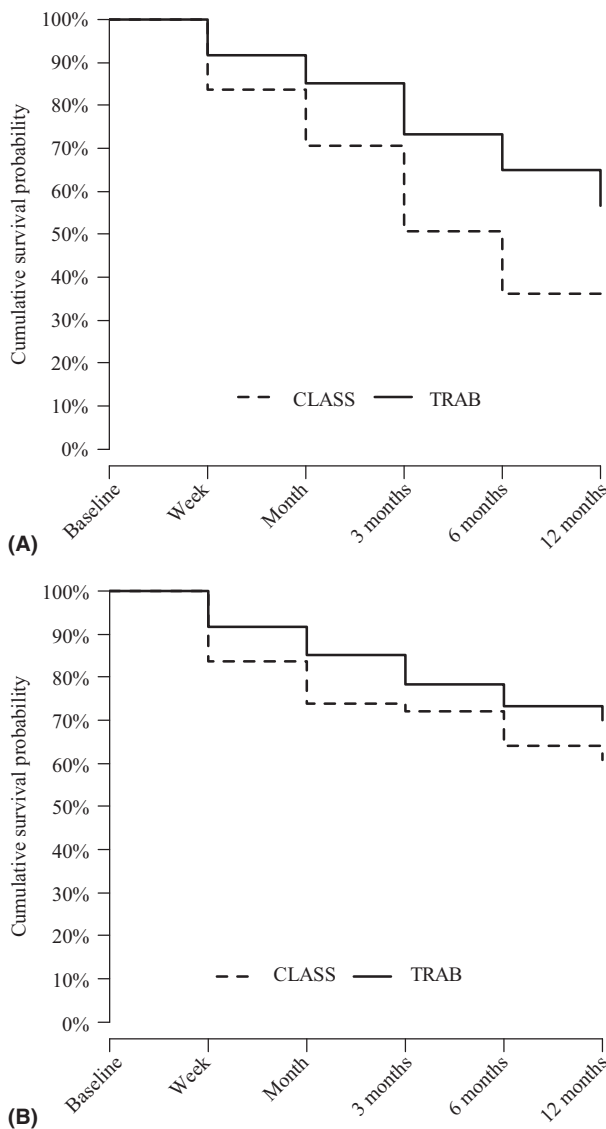 Cumulative survival probability
100%
90%
80%
70%
60%
50%
40%
30%
20%
10%
0%
CLASS TRAB
Baseline
Week
Month
3 months
6 months
12 months
(A)
Cumulative survival probability
100%
90%
80%
70%
60%
50%
40%
30%
20%
10%
0%
CLASS TRAB
Baseline
Week
Month
3 months
6 months
12 months
(B)